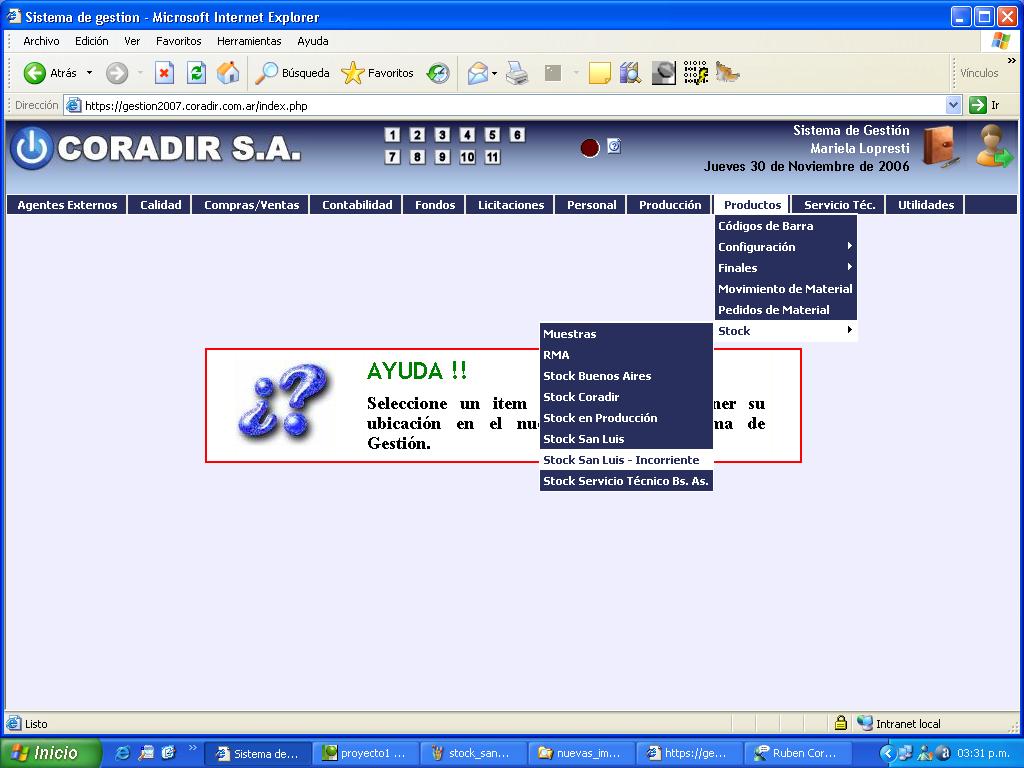 Sistema de gestion - Microsoft Internet Explorer
Archivo Edición Ver Favoritos Herramientas Ayuda
Atrás Búsqueda Favoritos Vínculos »
Dirección https://gestion2007.coradir.com.ar/index.php Ir
CORADIR S.A.
1 2 3 4 5 6
7 8 9 10 11
Sistema de Gestión
Mariela Lopresti
Jueves 30 de Noviembre de 2006
Agentes Externos Calidad Compras/Ventas Contabilidad Fondos Licitaciones Personal Producción Productos Servicio Téc. Utilidades
Códigos de Barra
Configuración
Finales
Movimiento de Material
Pedidos de Material
Stock
Muestras
RMA
Stock Buenos Aires
Stock Coradir
Stock en Producción
Stock San Luis
Stock San Luis - Incorriente
Stock Servicio Técnico Bs. As.
AYUDA !!
Seleccione un item ner su
ubicación en el nu ma de
Gestión.
Listo Intranet local
Inicio » Sistema de... proyecto1 ... stock_san... nuevas_im... https://ge... Ruben Cor... 03:31 p.m.